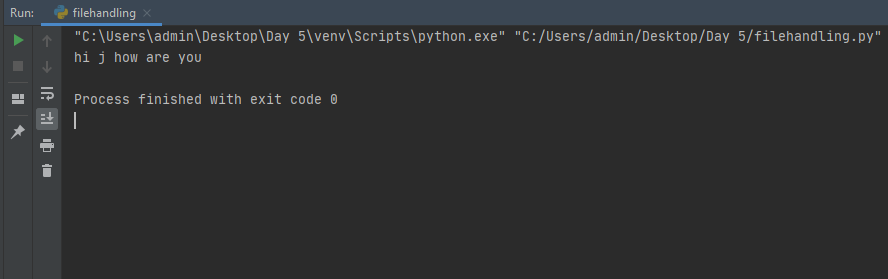 Run: filehandling
"C:\Users\admin\Desktop\Day 5\venv\Scripts\python.exe" "C:/Users/admin/Desktop/Day 5/filehandling.py"
hi j how are you
Process finished with exit code 0